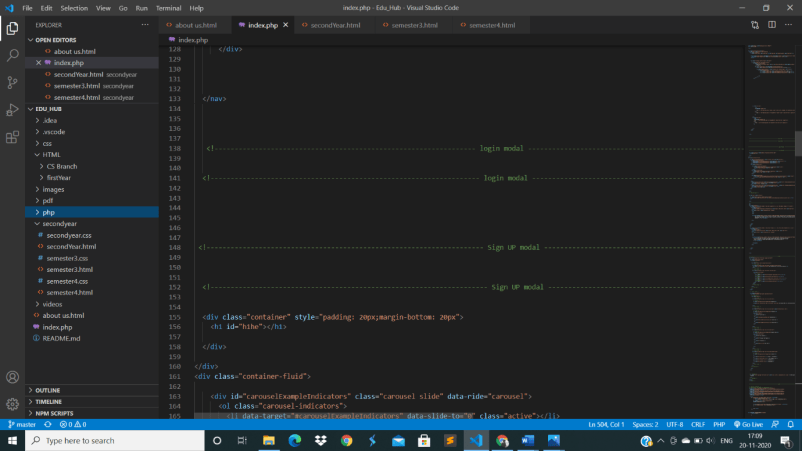 File Edit Selection View Go Run Terminal Help
index.php - Edu_Hub - Visual Studio Code
EXPLORER
about us.html
index.php
secondYear.html
semester3.html
semester4.html
OPEN EDITORS
about us.html
index.php
secondYear.html secondyear
semester3.html secondyear
semester4.html secondyear
EDU_HUB
.idea
.vscode
css
HTML
CS Branch
firstYear
images
pdf
php
secondyear
secondyear.css
secondYear.html
semester3.css
semester3.html
semester4.css
semester4.html
videos
about us.html
index.php
README.md
OUTLINE
TIMELINE
NPM SCRIPTS
index.php
128 </div>
129
130
131
132
133 </nav>
134
135
136
137
138 <!-- login modal --
139
140
141 <!-- login modal --
142
143
144
145
146
147
148 <!-- Sign UP modal --
149
150
151
152 <!-- Sign UP modal --
153
154
155 <div class="container" style="padding: 20px;margin-bottom: 20px">
156 <h1 id="hihe"></h1>
157
158 </div>
159
160 </div>
161 <div class="container-fluid">
162
163 <div id="carouselExampleIndicators" class="carousel slide" data-ride="carousel">
164 <ol class="carousel-indicators">
165 <li data-target="#carouselExampleIndicators" data-slide-to="0" class="active"></li>
master
0 0
Ln 504, Col 1 Spaces: 2 UTF-8 CRLF PHP Go Live
Type here to search
ENG
17:09
20-11-2020